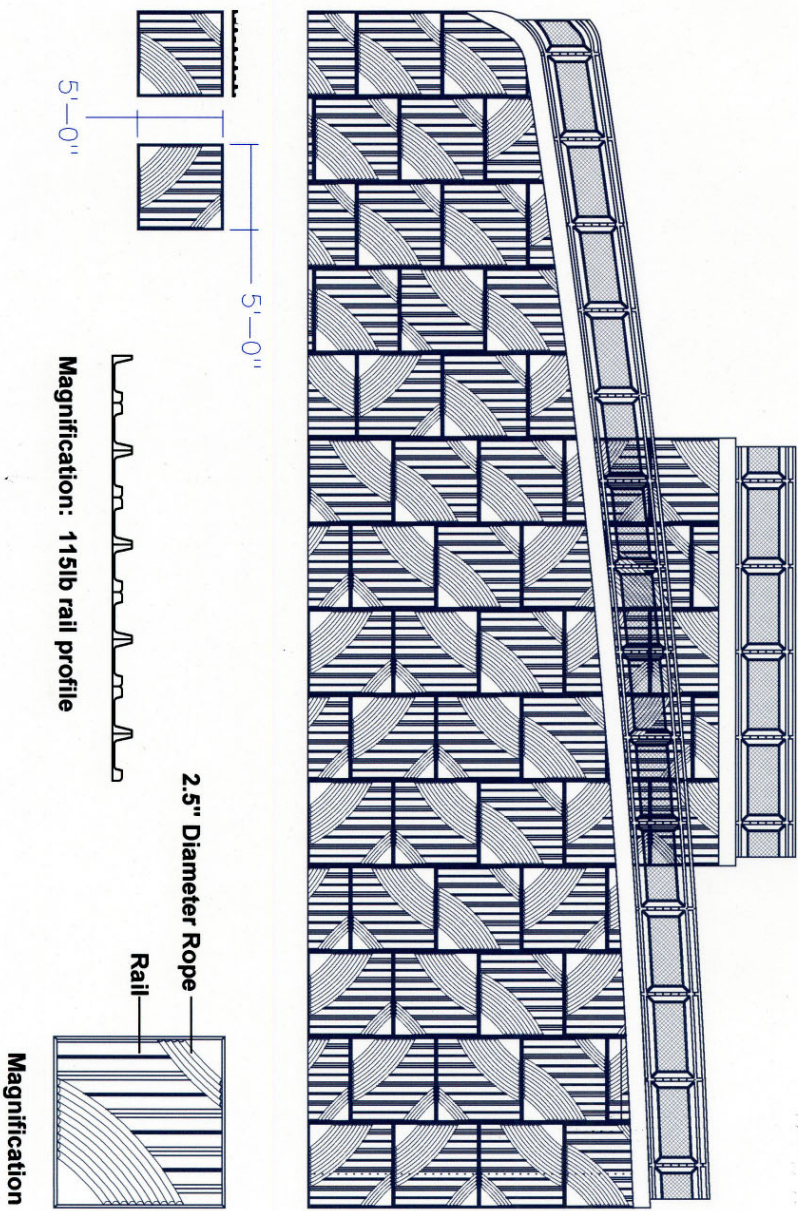 5'-0"
5'-0"
Magnification: 115lb rail profile
2.5" Diameter Rope
Rail
Magnification